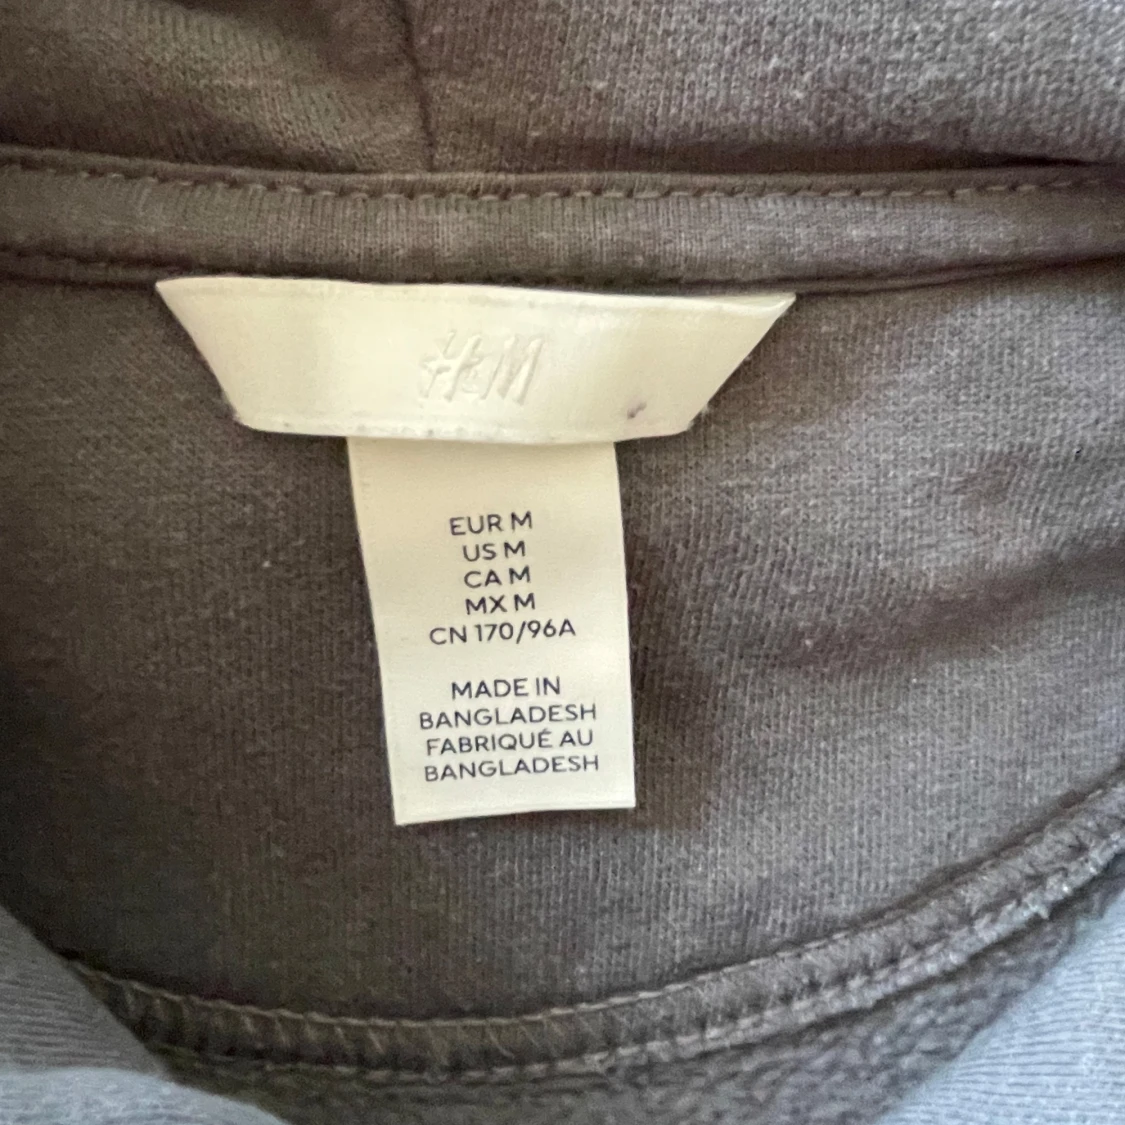 H&M
EUR M
US M
CA M
MX M
CN 170/96A
MADE IN
BANGLADESH
FABRIQUÉ AU
BANGLADESH